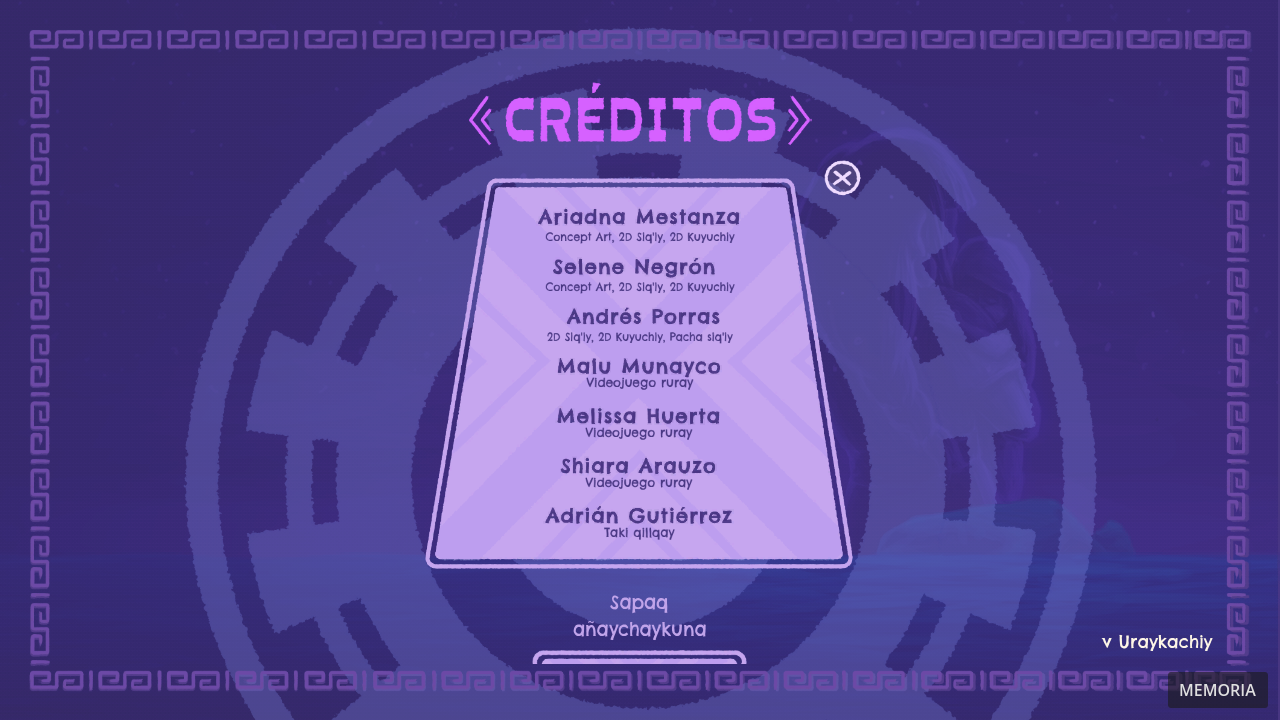 CRÉDITOS
Ariadna Mestanza
Concept Art, 2D Siq'iy, 2D Kuyuchiy
Selene Negrón
Concept Art, 2D Siq'iy, 2D Kuyuchiy
Andrés Porras
2D Siq'iy, 2D Kuyuchiy, Pacha siq'iy
Malu Munayco
Videojuego ruray
Melissa Huerta
Videojuego ruray
Shiara Arauzo
Videojuego ruray
Adrián Gutiérrez
Taki qillqay
Sapaq
añaychaykuna
v Uraykachiy
MEMORIA